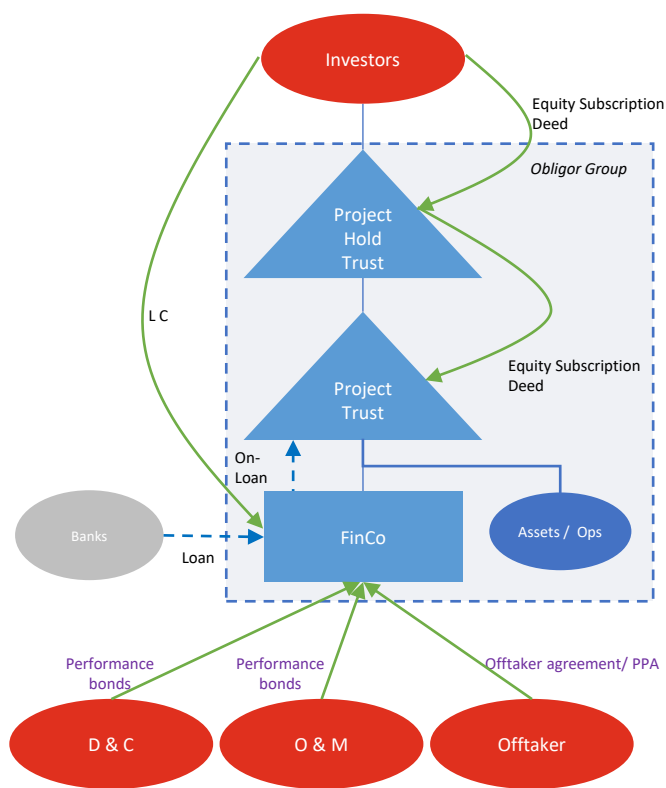 Investors
Equity Subscription
Deed
Obligor Group
Project
Hold
Trust
L C
Equity Subscription
Deed
Project
Trust
On-
Loan
Banks
Loan
FinCo
Assets / Ops
Performance
bonds
Performance
bonds
Offtaker agreement/ PPA
D & C
O & M
Offtaker